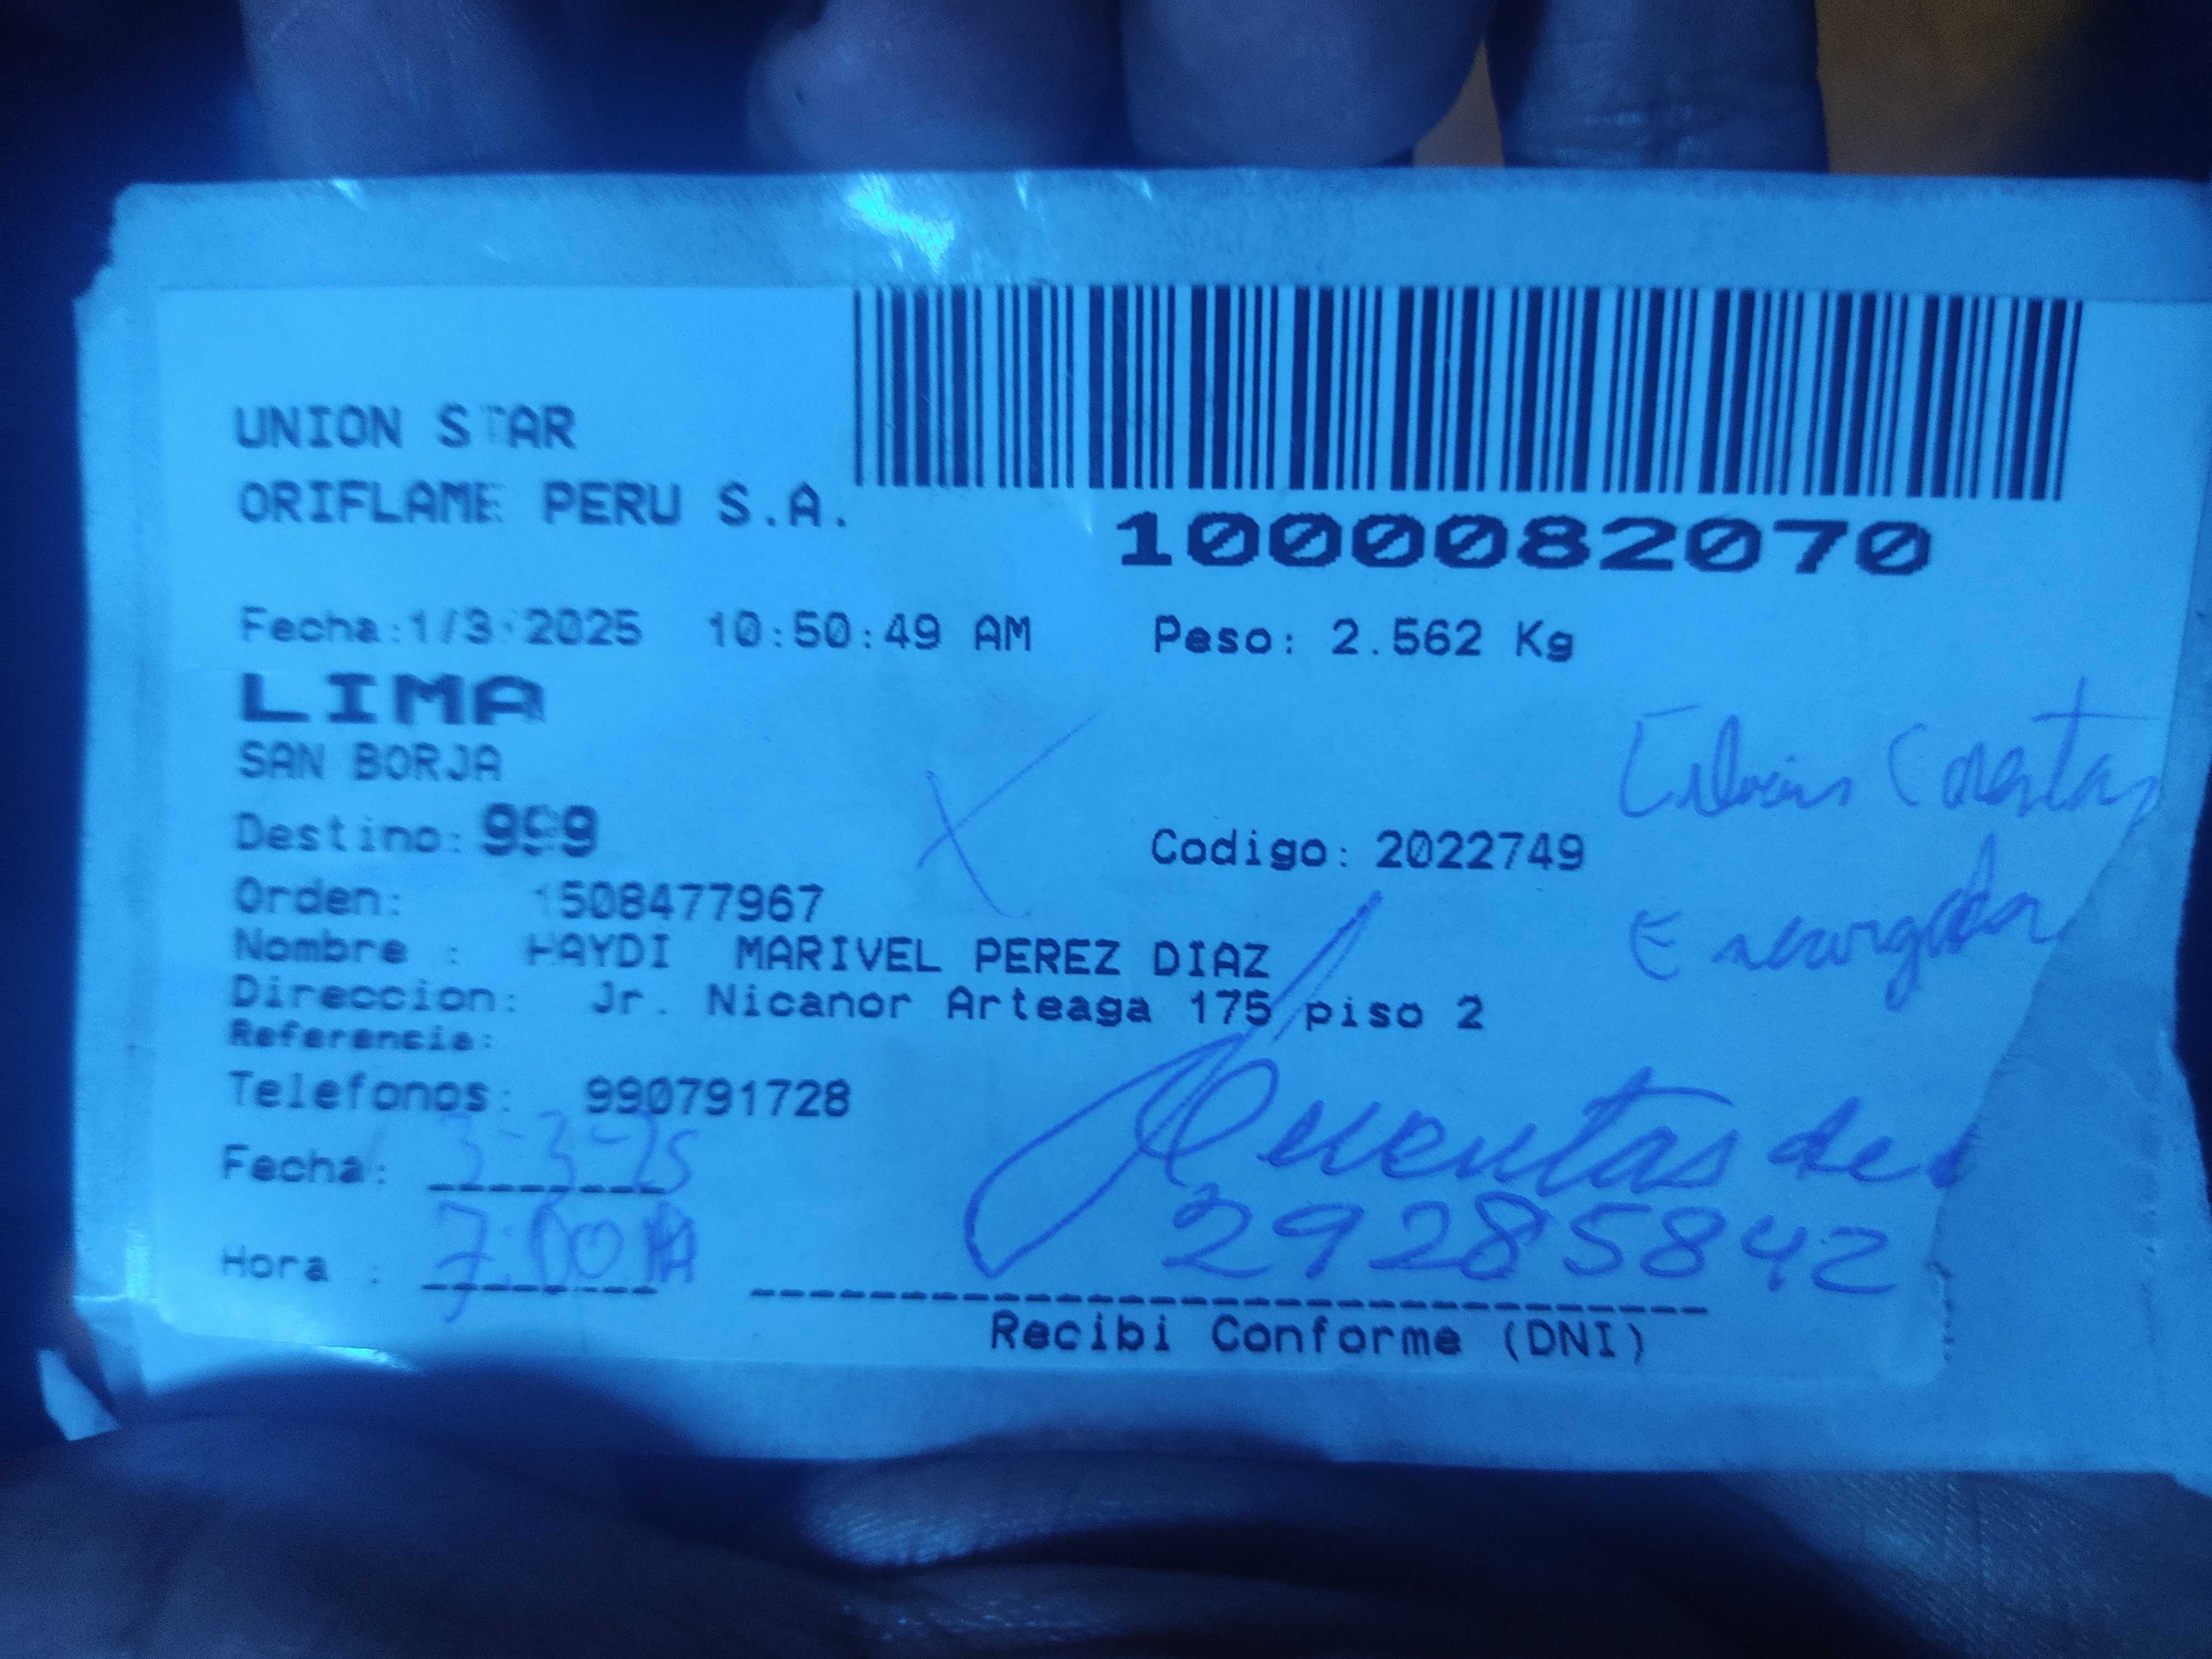 UNION STAR
ORIFLAME PERU S.A.
1000082070
Fecha:1/3/2025 10:50:49 AM Peso: 2.562 Kg
LIMA
SAN BORJA
Destino: 999 Codigo: 2022749
Orden: 1508477967
Nombre : HAYDI MARIVEL PEREZ DIAZ
Direccion: Jr. Nicanor Arteaga 175 piso 2
Referencia:
Telefonos: 990791728
Fecha: 3-3-25
Hora : 7:00
29285842
Recibi Conforme (DNI)
Encargado